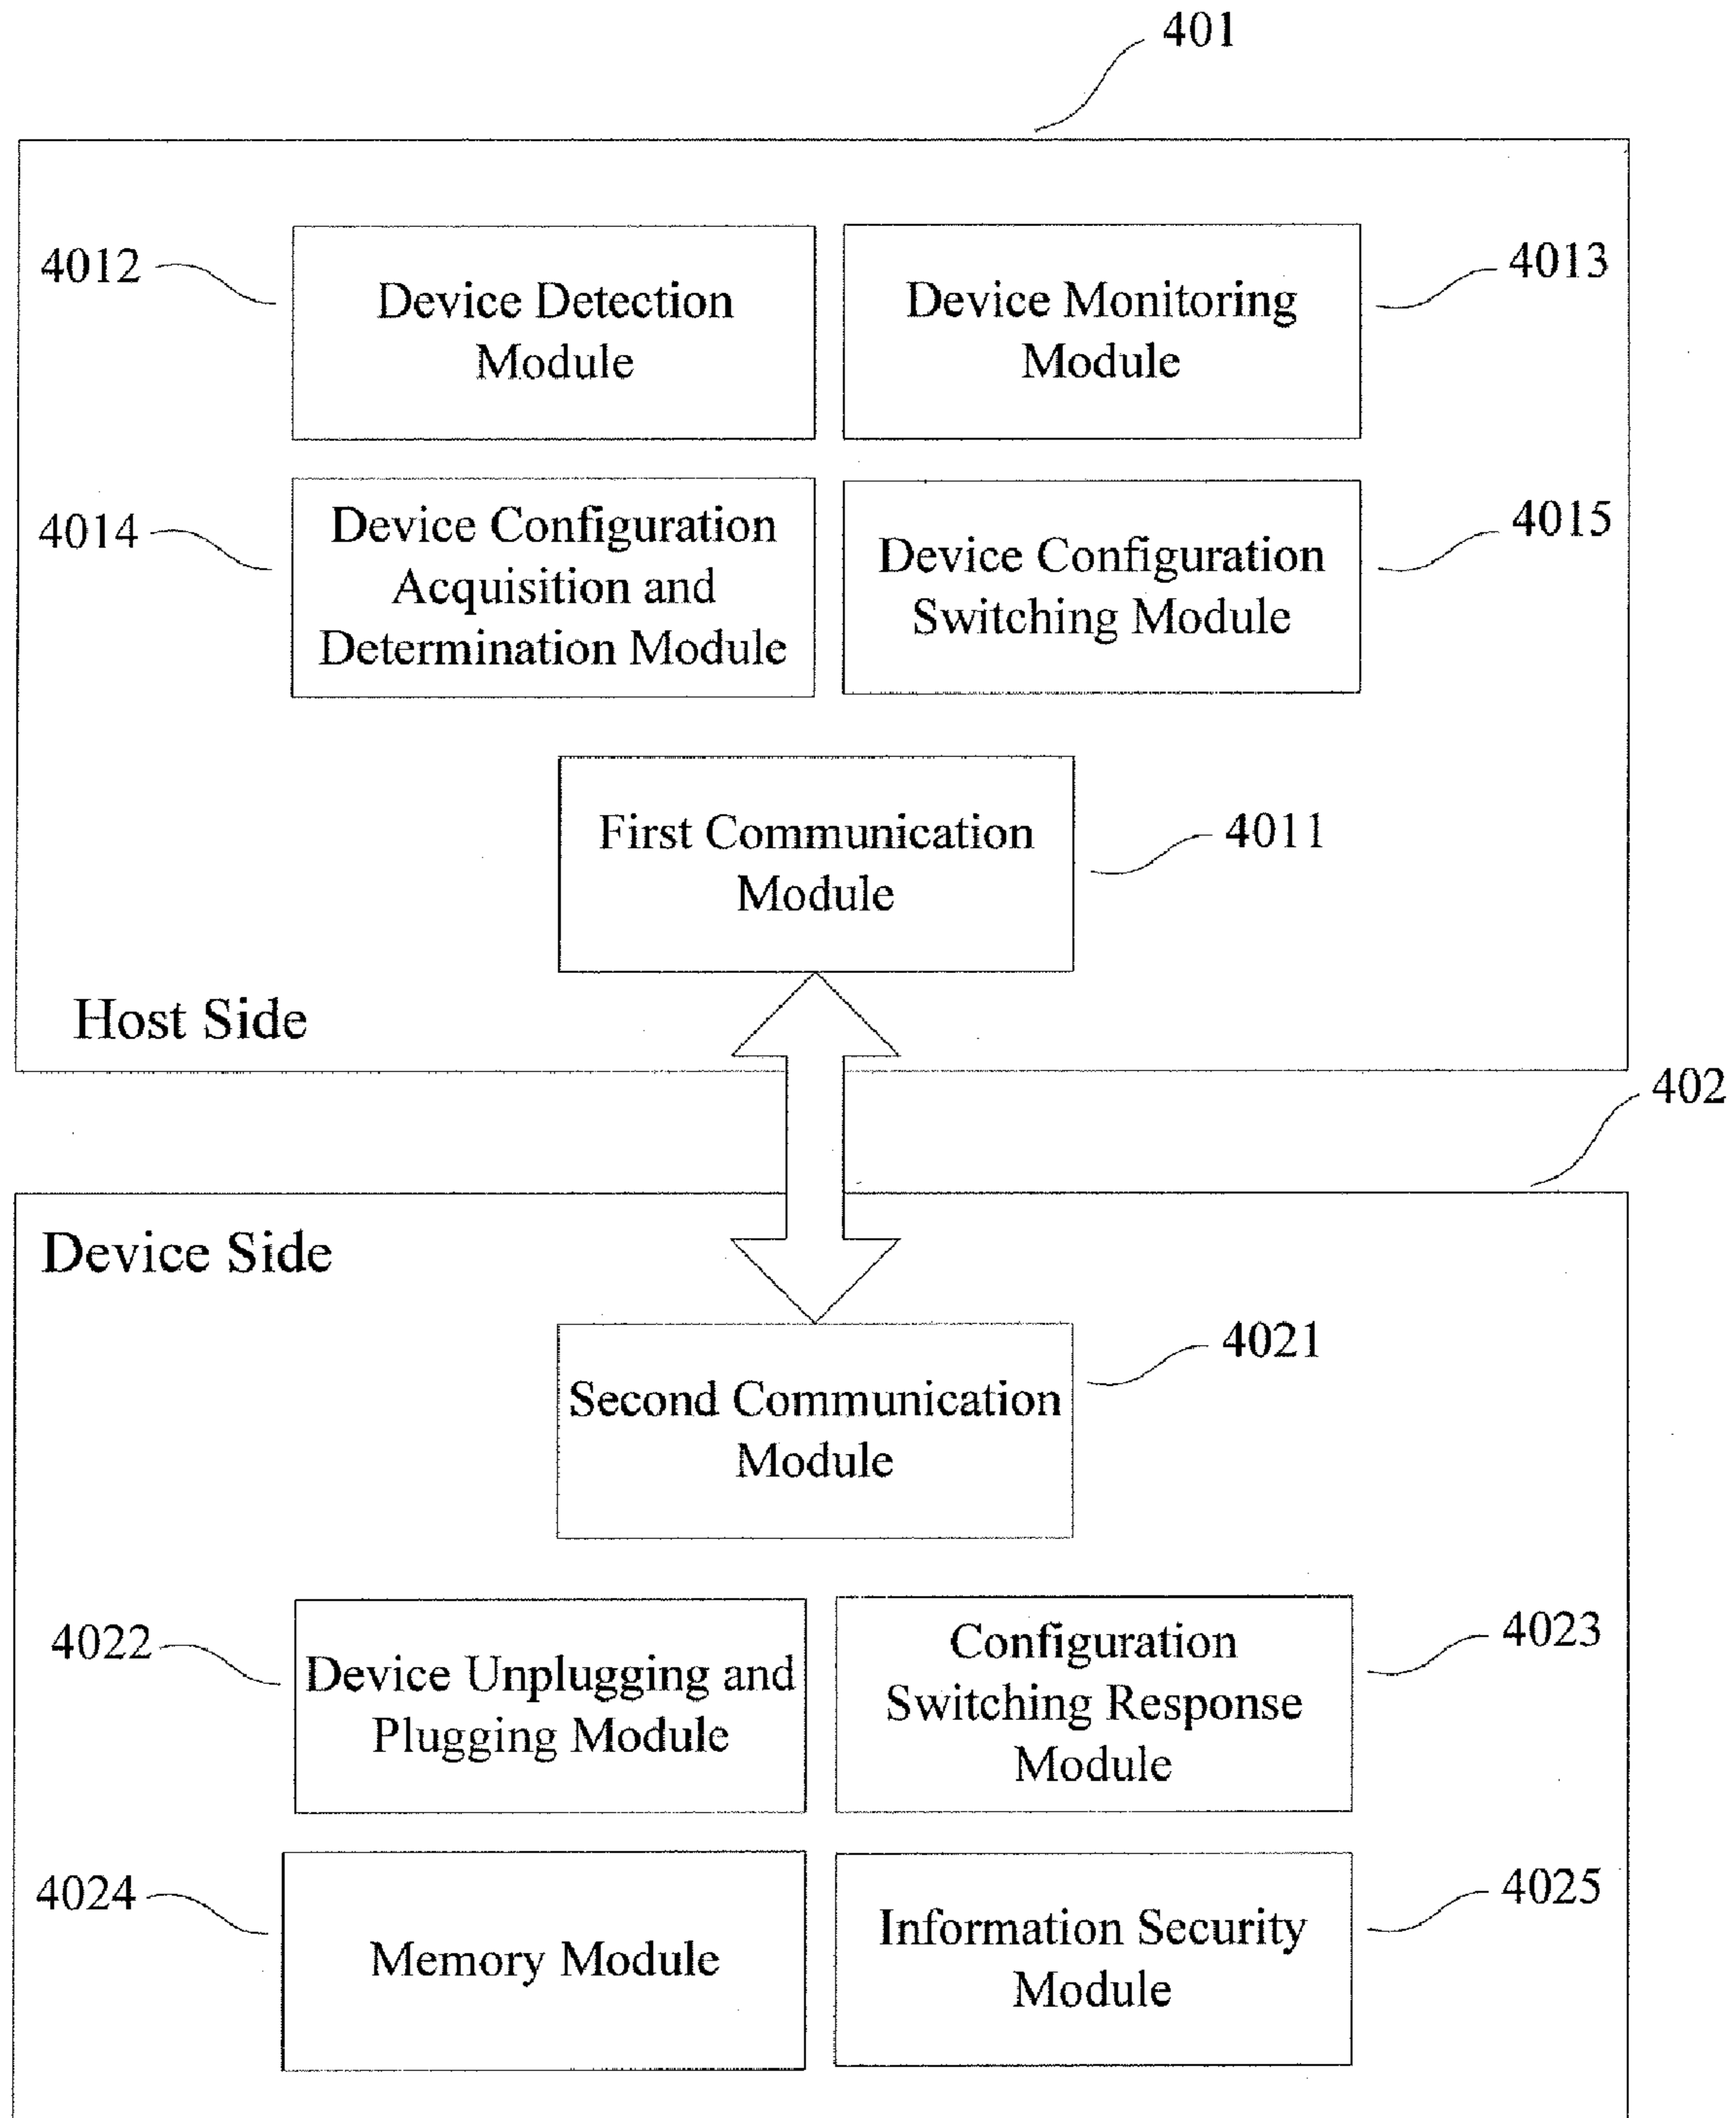 401
4012
Device Detection
Module
Device Monitoring
Module
4013
4014
Device Configuration
Acquisition and
Determination Module
Device Configuration
Switching Module
4015
First Communication
Module
4011
Host Side
402
Device Side
4021
Second Communication
Module
4022
Device Unplugging and
Plugging Module
Configuration
Switching Response
Module
4023
4024
Memory Module
Information Security
Module
4025